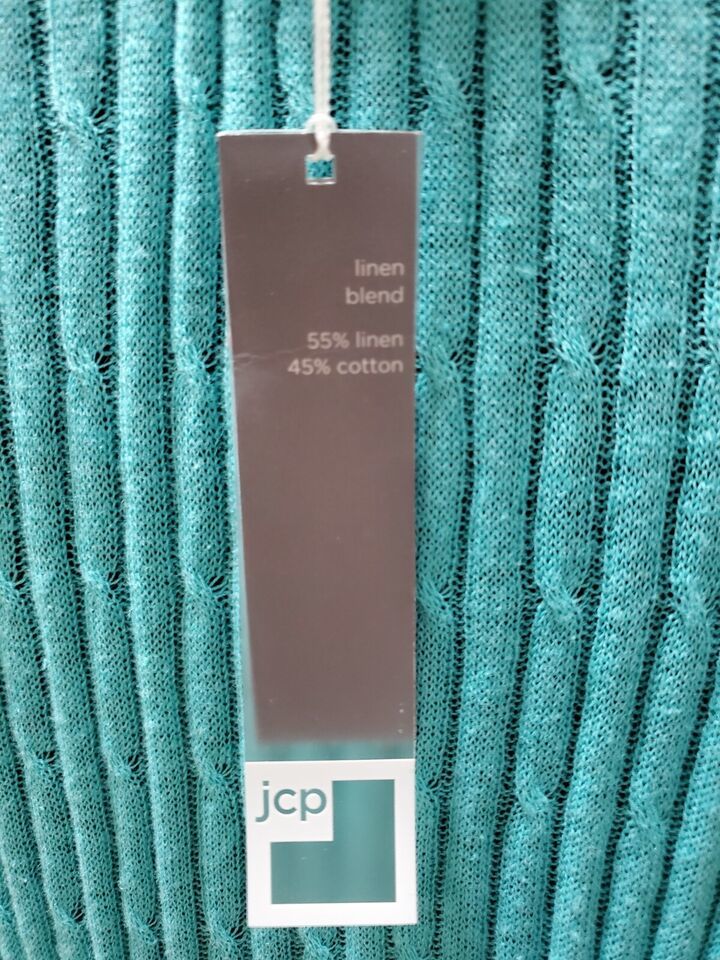 linen
blend
55% linen
45% cotton
jcp